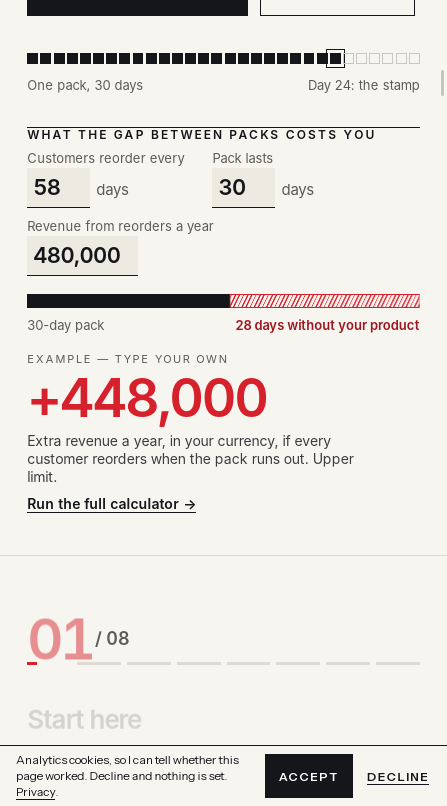 One pack, 30 days
Day 24: the stamp
WHAT THE GAP BETWEEN PACKS COSTS YOU
Customers reorder every
Pack lasts
58 days
30 days
Revenue from reorders a year
480,000
30-day pack
28 days without your product
EXAMPLE — TYPE YOUR OWN
+448,000
Extra revenue a year, in your currency, if every
customer reorders when the pack runs out. Upper
limit.
Run the full calculator →
01 / 08
Start here
Analytics cookies, so I can tell whether this
page worked. Decline and nothing is set.
Privacy.
ACCEPT
DECLINE